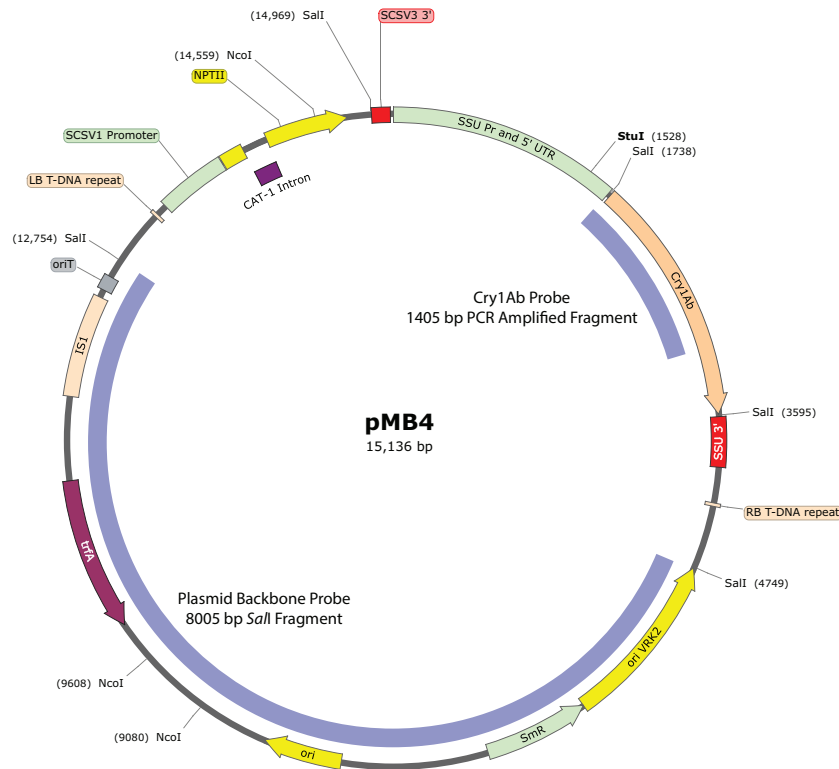 (14,969) SalI
SCSV3 3'
(14,559) NcoI
NPTII
SSU Pr and 5' UTR
StuI (1528)
SalI (1738)
SCSV1 Promoter
CAT-1 Intron
LB T-DNA repeat
(12,754) SalI
oriT
Cry1Ab
Cry1Ab Probe
1405 bp PCR Amplified Fragment
IS1
SalI (3595)
pMB4
15,136 bp
SSU 3'
RB T-DNA repeat
trfA
SalI (4749)
Plasmid Backbone Probe
8005 bp SalI Fragment
ori VRK2
(9608) NcoI
(9080) NcoI
SmR
ori